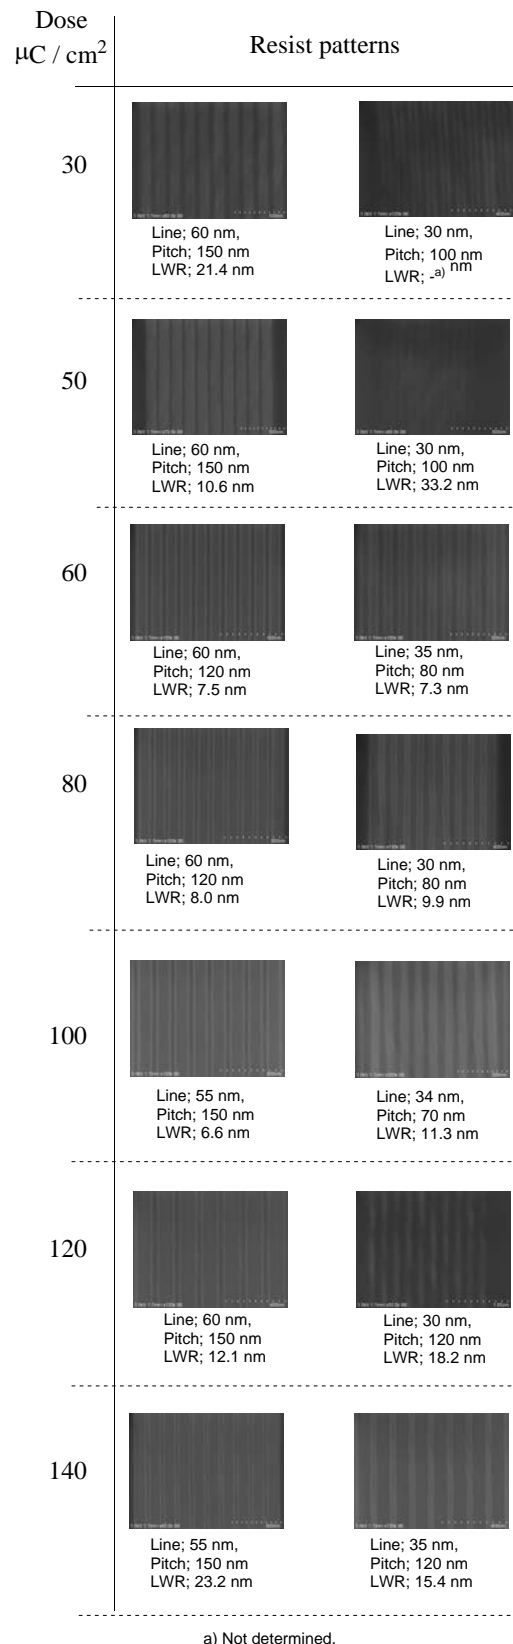 Dose
μC / cm2
Resist patterns
30
Line; 60 nm,
Pitch; 150 nm
LWR; 21.4 nm
Line; 30 nm,
Pitch; 100 nm
LWR; -a) nm
50
Line; 60 nm,
Pitch; 150 nm
LWR; 10.6 nm
Line; 30 nm,
Pitch; 100 nm
LWR; 33.2 nm
60
Line; 60 nm,
Pitch; 120 nm
LWR; 7.5 nm
Line; 35 nm,
Pitch; 80 nm
LWR; 7.3 nm
80
Line; 60 nm,
Pitch; 120 nm
LWR; 8.0 nm
Line; 30 nm,
Pitch; 80 nm
LWR; 9.9 nm
100
Line; 55 nm,
Pitch; 150 nm
LWR; 6.6 nm
Line; 34 nm,
Pitch; 70 nm
LWR; 11.3 nm
120
Line; 60 nm,
Pitch; 150 nm
LWR; 12.1 nm
Line; 30 nm,
Pitch; 120 nm
LWR; 18.2 nm
140
Line; 55 nm,
Pitch; 150 nm
LWR; 23.2 nm
Line; 35 nm,
Pitch; 120 nm
LWR; 15.4 nm
a) Not determined.